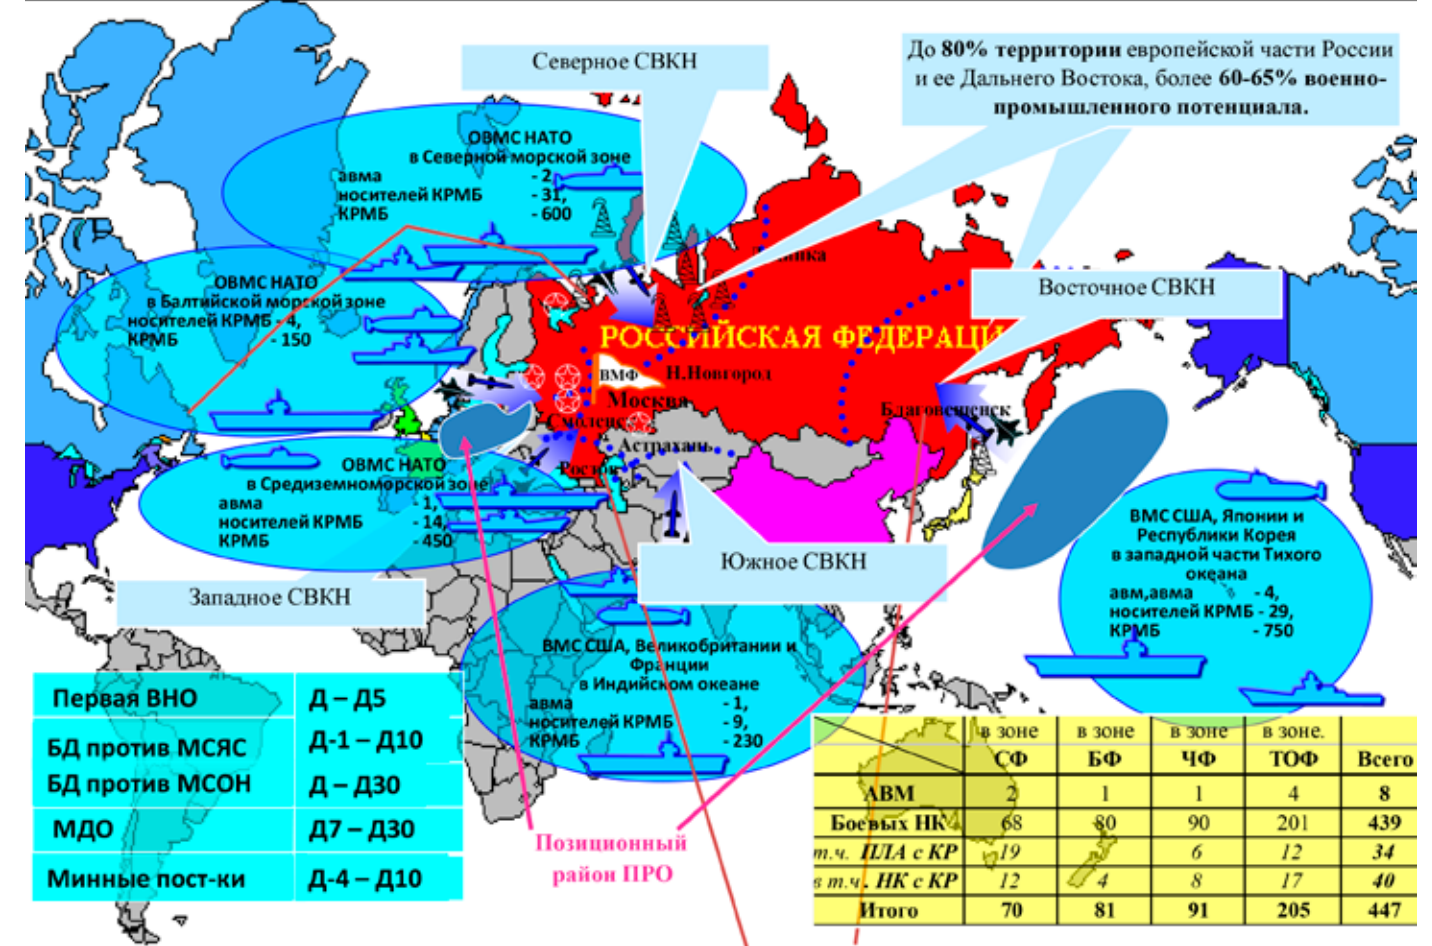 Северное СВКН
До 80% территории европейской части России
и ее Дальнего Востока, более 60-65% военно-
промышленного потенциала.
ОВМС НАТО
в Северной морской зоне
авма - 2,
носителей КРМБ - 31,
КРМБ - 600
ОВМС НАТО
в Балтийской морской зоне
носителей КРМБ - 4,
КРМБ - 150
Восточное СВКН
РОССИЙСКАЯ ФЕДЕРАЦИ
ВМФ
Н.Новгород
Москва
Смоленс
Благовещенск
Астрахань
Ростов
ОВМС НАТО
в Средиземноморской зоне
авма - 1,
носителей КРМБ - 14,
КРМБ - 450
ВМС США, Японии и
Республики Корея
в западной части Тихого
океана
авм,авма - 4,
носителей КРМБ - 29,
КРМБ - 750
Южное СВКН
Западное СВКН
ВМС США, Великобритании и
Франции
в Индийском океане
авма - 1,
носителей КРМБ - 9,
КРМБ - 230
Первая ВНО Д – Д5
БД против МСЯС Д-1 – Д10
БД против МСОН Д – Д30
МДО Д7 – Д30
Минные пост-ки Д-4 – Д10
Позиционный
район ПРО
в зоне в зоне в зоне в зоне.
СФ БФ ЧФ ТОФ Всего
АВМ 2 1 1 4 8
Боевых НК 68 80 90 201 439
т.ч. ПЛА с КР 19 6 12 34
в т.ч. НК с КР 12 4 8 17 40
Итого 70 81 91 205 447